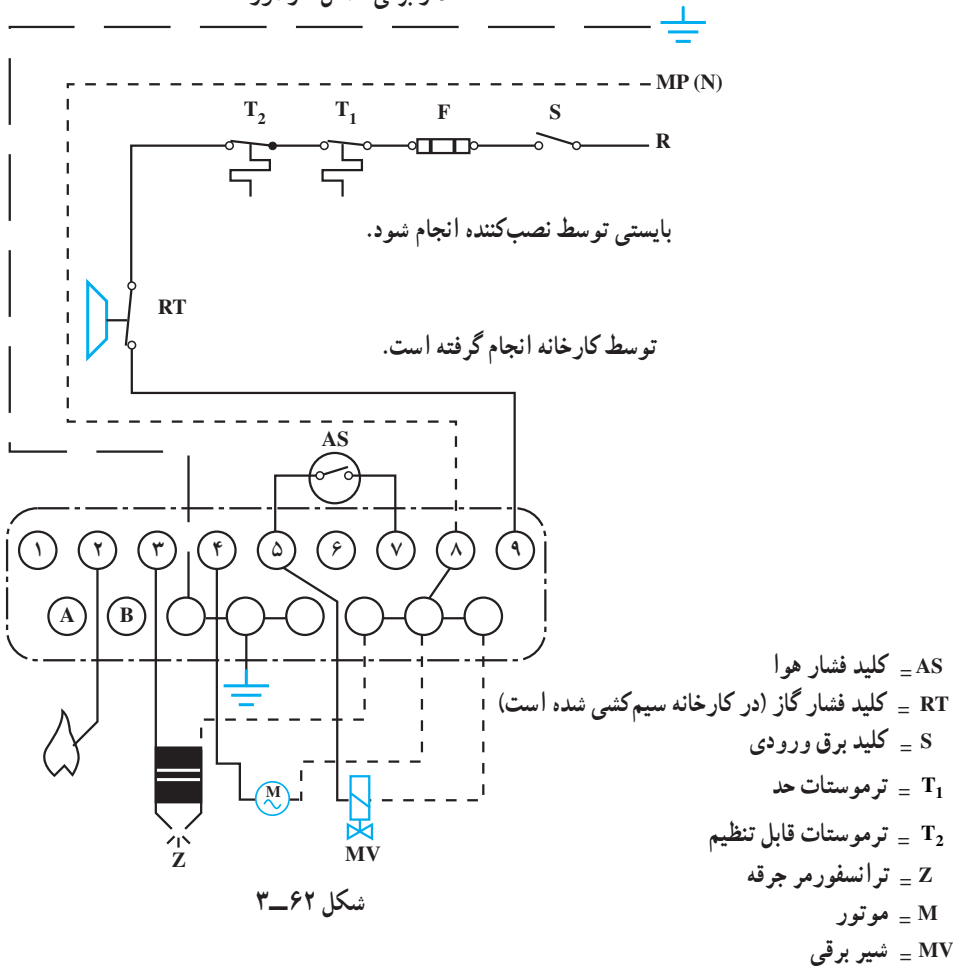 MP (N)
T₂ T₁ F S
R
بایستی توسط نصب‌کننده انجام شود.
RT
توسط کارخانه انجام گرفته است.
AS
۱ ۲ ۳ ۴ ۵ ۶ ۷ ۸ ۹
A B
M
Z
MV
شکل ۶۲ــ۳
AS = کلید فشار هوا
RT = کلید فشار گاز (در کارخانه سیم‌کشی شده است)
S = کلید برق ورودی
T₁ = ترموستات حد
T₂ = ترموستات قابل تنظیم
Z = ترانسفورمر جرقه
M = موتور
MV = شیر برقی